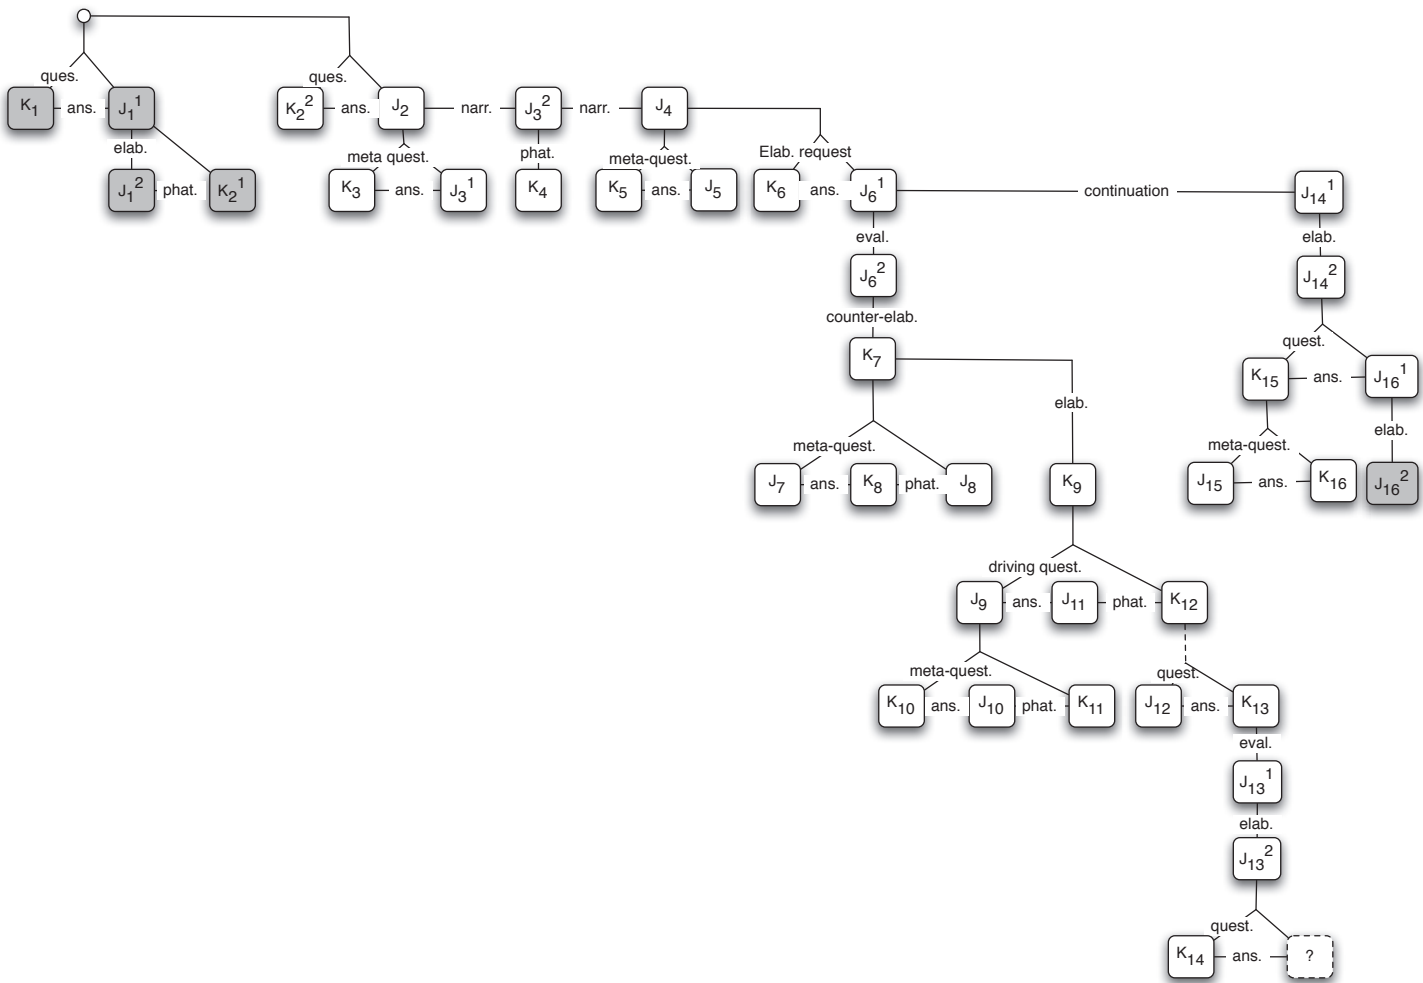 ques. ques.
K1 ans. J1^1 K2^2 ans. J2 narr. J3^2 narr. J4
elab. meta quest. phat. meta-quest. Elab. request
J1^2 phat. K2^1 K3 ans. J3^1 K4 K5 ans. J5 K6 ans. J6^1 continuation J14^1
eval. elab.
J6^2 J14^2
counter-elab. quest.
K7 K15 ans. J16^1
elab. elab.
meta-quest. meta-quest.
J7 ans. K8 phat. J8 K9 J15 ans. K16 J16^2
driving quest.
J9 ans. J11 phat. K12
meta-quest. quest.
K10 ans. J10 phat. K11 J12 ans. K13
eval.
J13^1
elab.
J13^2
quest.
K14 ans. ?